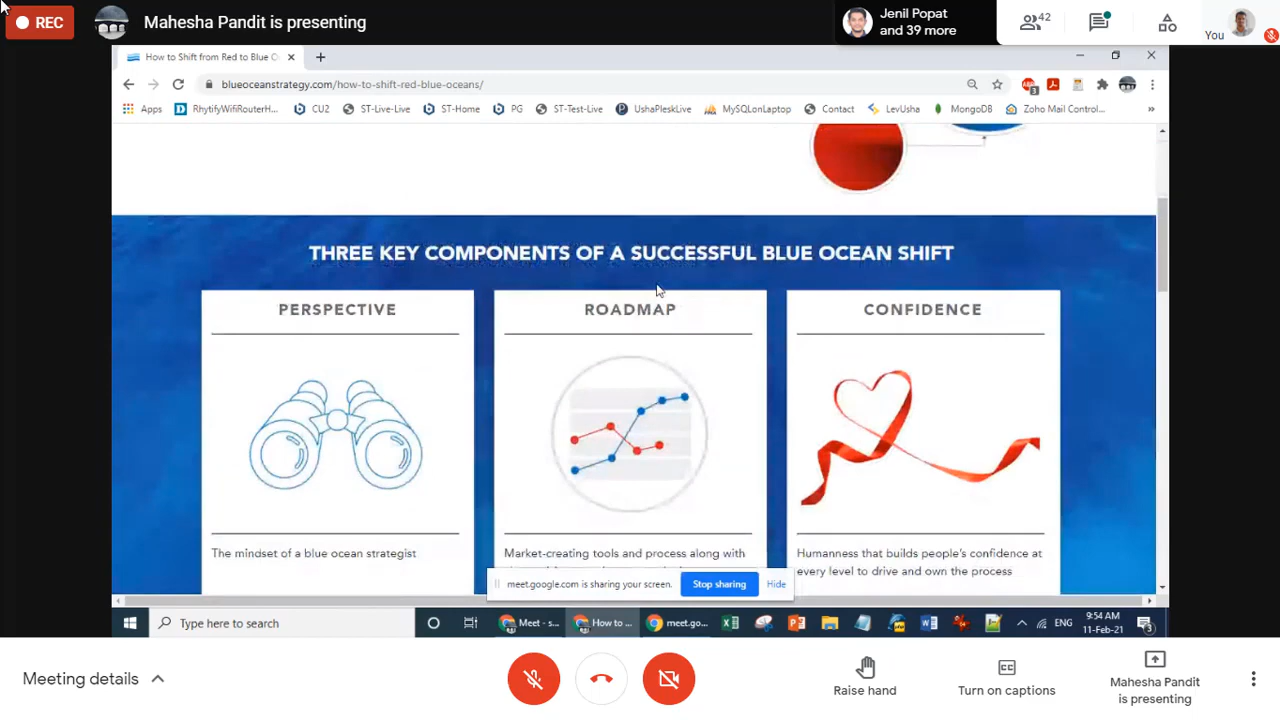 REC
Mahesha Pandit is presenting
Jenil Popat
and 39 more
42
You
How to Shift from Red to Blue O
blueoceanstrategy.com/how-to-shift-red-blue-oceans/
Apps
RhytifyWifiRouterH...
CU2
ST-Live-Live
ST-Home
PG
ST-Test-Live
UshaPleskLive
MySQLonLaptop
Contact
LevUsha
MongoDB
Zoho Mail Control...
»
THREE KEY COMPONENTS OF A SUCCESSFUL BLUE OCEAN SHIFT
PERSPECTIVE
The mindset of a blue ocean strategist
ROADMAP
Market-creating tools and process along with
CONFIDENCE
Humanness that builds people's confidence at
every level to drive and own the process
meet.google.com is sharing your screen.
Stop sharing
Hide
Type here to search
Meet - s...
How to ...
meet.go...
ENG
9:54 AM
11-Feb-21
3
Meeting details
Raise hand
Turn on captions
Mahesha Pandit
is presenting